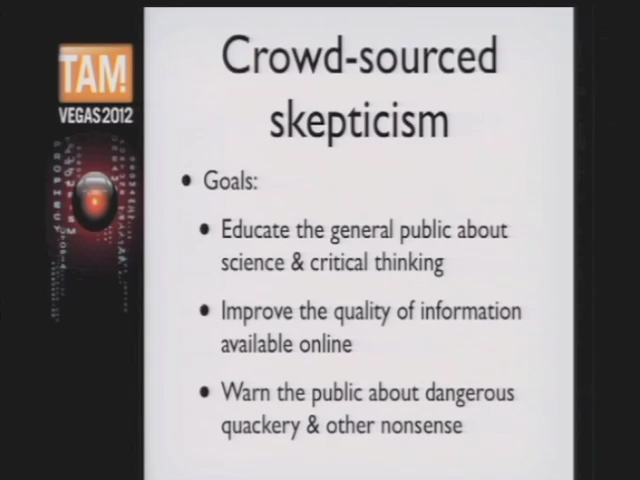 TAM!
VEGAS 2012
Crowd-sourced
skepticism
• Goals:
• Educate the general public about
science & critical thinking
• Improve the quality of information
available online
• Warn the public about dangerous
quackery & other nonsense